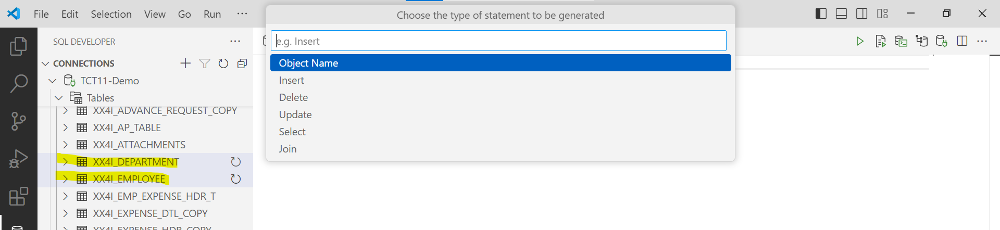 File Edit Selection View Go Run ...
Choose the type of statement to be generated
e.g. Insert
Object Name
Insert
Delete
Update
Select
Join
SQL DEVELOPER
CONNECTIONS
TCT11-Demo
Tables
XX4I_ADVANCE_REQUEST_COPY
XX4I_AP_TABLE
XX4I_ATTACHMENTS
XX4I_DEPARTMENT
XX4I_EMPLOYEE
XX4I_EMP_EXPENSE_HDR_T
XX4I_EXPENSE_DTL_COPY
XX4I_EXPENSE_HDR_COPY